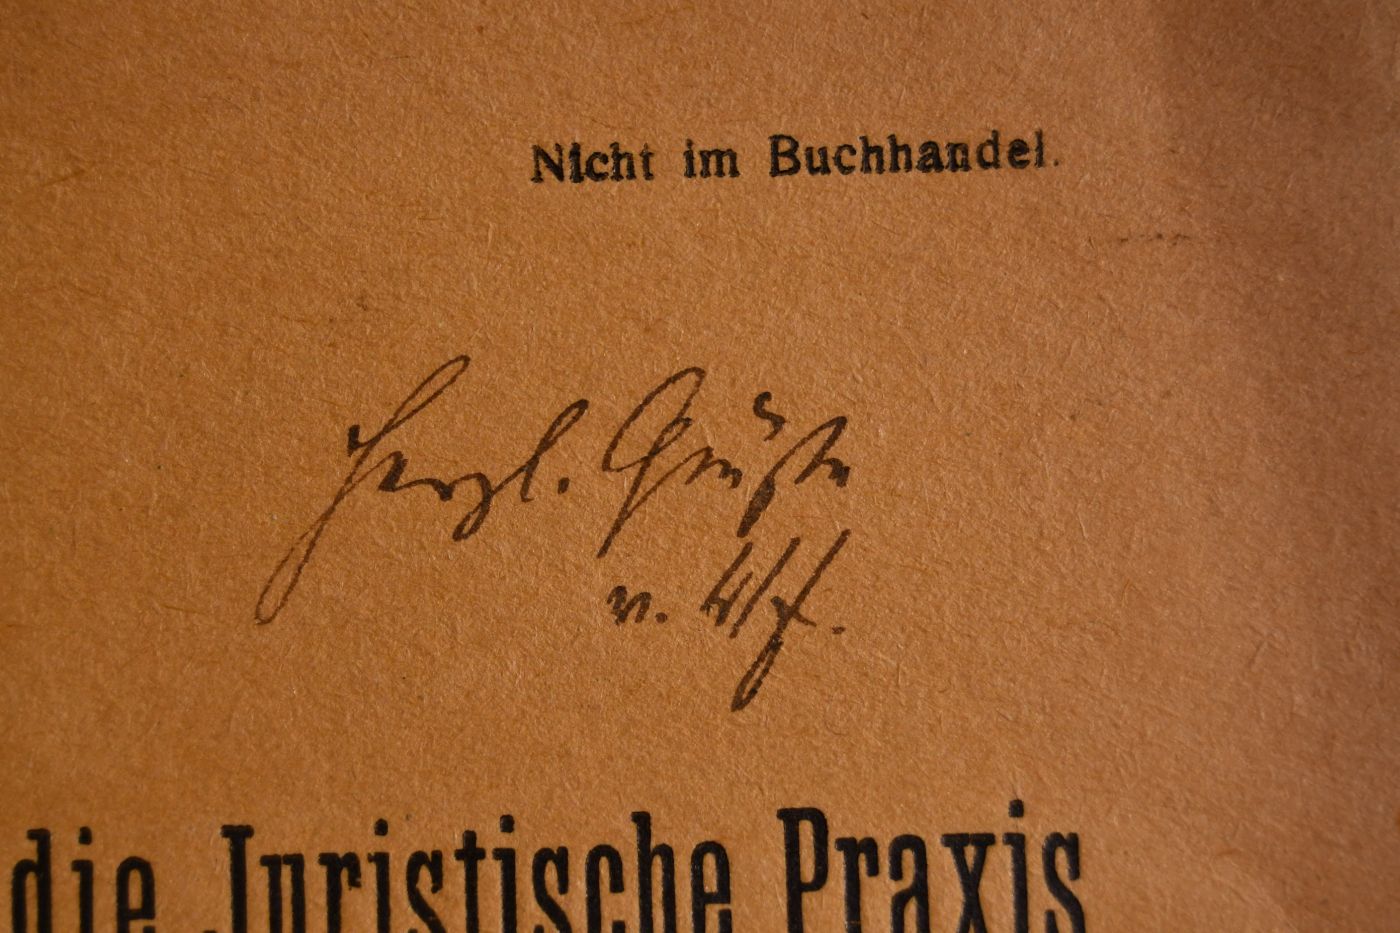 Nicht im Buchhandel.
Herzl. Grüße
v.
die Juristische Praxis